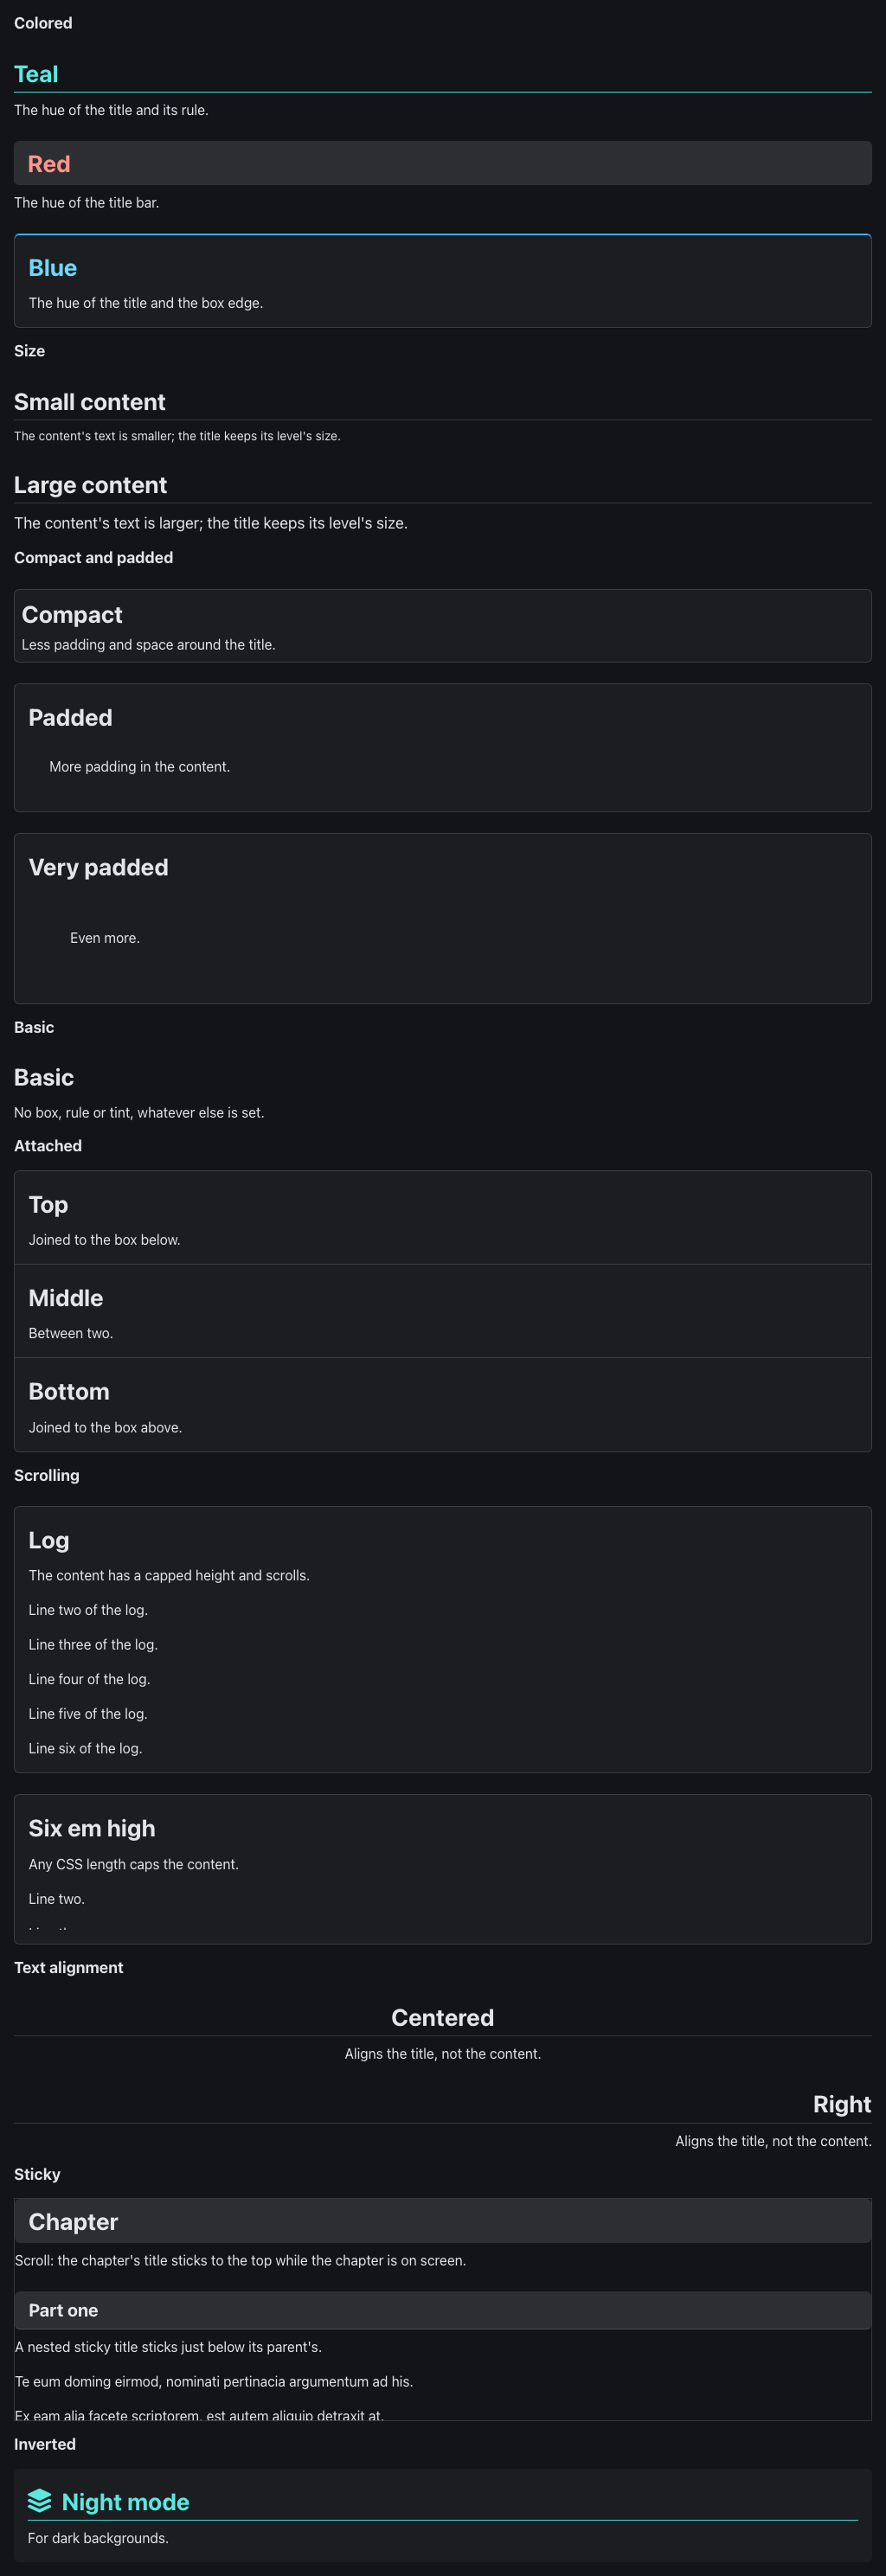 Colored
Teal
The hue of the title and its rule.
Red
The hue of the title bar.
Blue
The hue of the title and the box edge.
Size
Small content
The content's text is smaller; the title keeps its level's size.
Large content
The content's text is larger; the title keeps its level's size.
Compact and padded
Compact
Less padding and space around the title.
Padded
More padding in the content.
Very padded
Even more.
Basic
Basic
No box, rule or tint, whatever else is set.
Attached
Top
Joined to the box below.
Middle
Between two.
Bottom
Joined to the box above.
Scrolling
Log
The content has a capped height and scrolls.
Line two of the log.
Line three of the log.
Line four of the log.
Line five of the log.
Line six of the log.
Six em high
Any CSS length caps the content.
Line two.
Text alignment
Centered
Aligns the title, not the content.
Right
Aligns the title, not the content.
Sticky
Chapter
Scroll: the chapter's title sticks to the top while the chapter is on screen.
Part one
A nested sticky title sticks just below its parent's.
Te eum doming eirmod, nominati pertinacia argumentum ad his.
Ex eam alia facete scriptorem, est autem aliquip detraxit at.
Inverted
Night mode
For dark backgrounds.